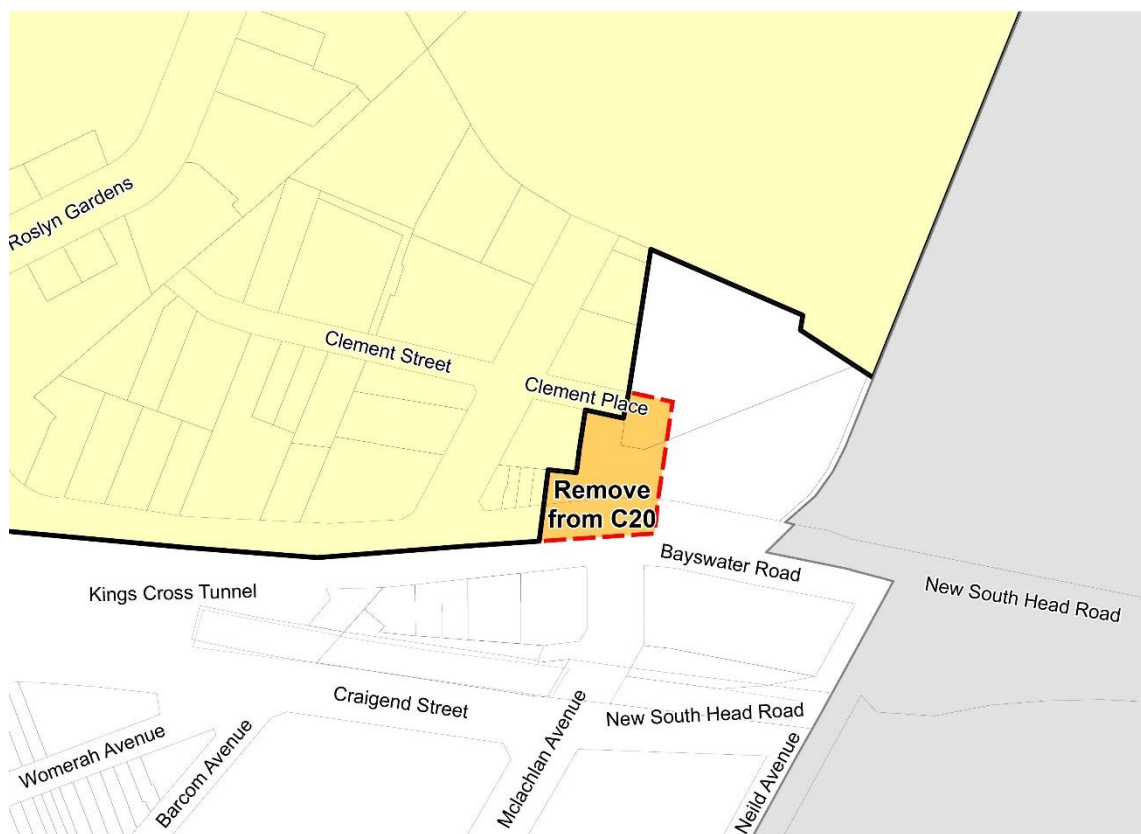 Roslyn Gardens
Clement Street
Clement Place
Remove
from C20
Bayswater Road
Kings Cross Tunnel
New South Head Road
Craigend Street
New South Head Road
Womerah Avenue
Barcom Avenue
Mclachlan Avenue
Neild Avenue